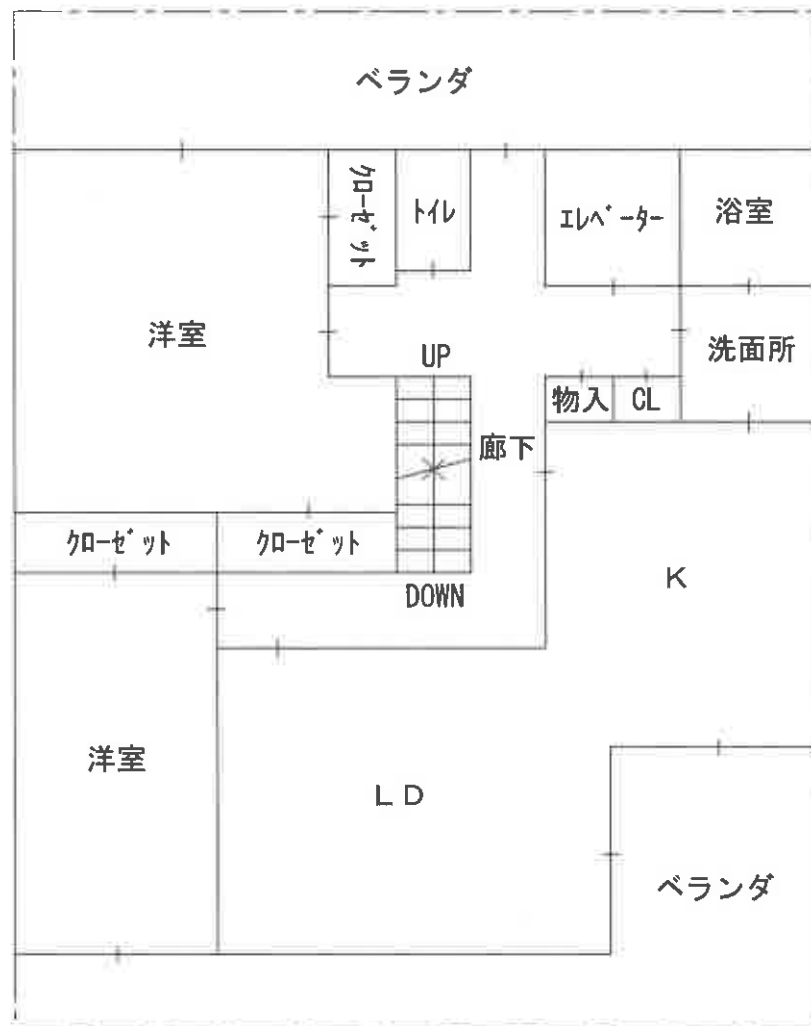 ベランダ
クローゼット
トイレ
エレベーター
浴室
洋室
UP
洗面所
物入
CL
廊下
クローゼット
クローゼット
DOWN
K
洋室
LD
ベランダ